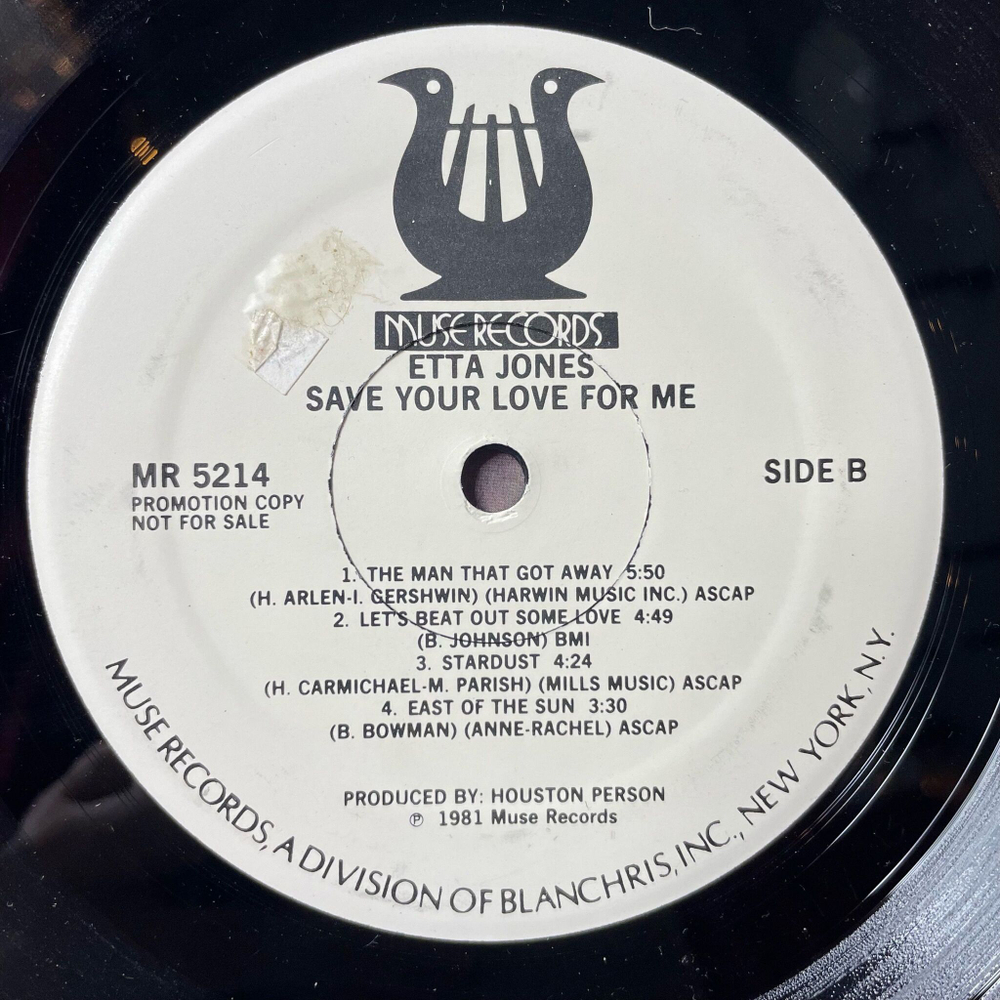 MUSE RECORDS
ETTA JONES
SAVE YOUR LOVE FOR ME
MR 5214
PROMOTION COPY
NOT FOR SALE
SIDE B
1. THE MAN THAT GOT AWAY 5:50
(H. ARLEN-I. GERSHWIN) (HARWIN MUSIC INC.) ASCAP
2. LET'S BEAT OUT SOME LOVE 4:49
(B. JOHNSON) BMI
3. STARDUST 4:24
(H. CARMICHAEL-M. PARISH) (MILLS MUSIC) ASCAP
4. EAST OF THE SUN 3:30
(B. BOWMAN) (ANNE-RACHEL) ASCAP
PRODUCED BY: HOUSTON PERSON
℗ 1981 Muse Records
MUSE RECORDS, A DIVISION OF BLANCHRIS, INC., NEW YORK, N.Y.